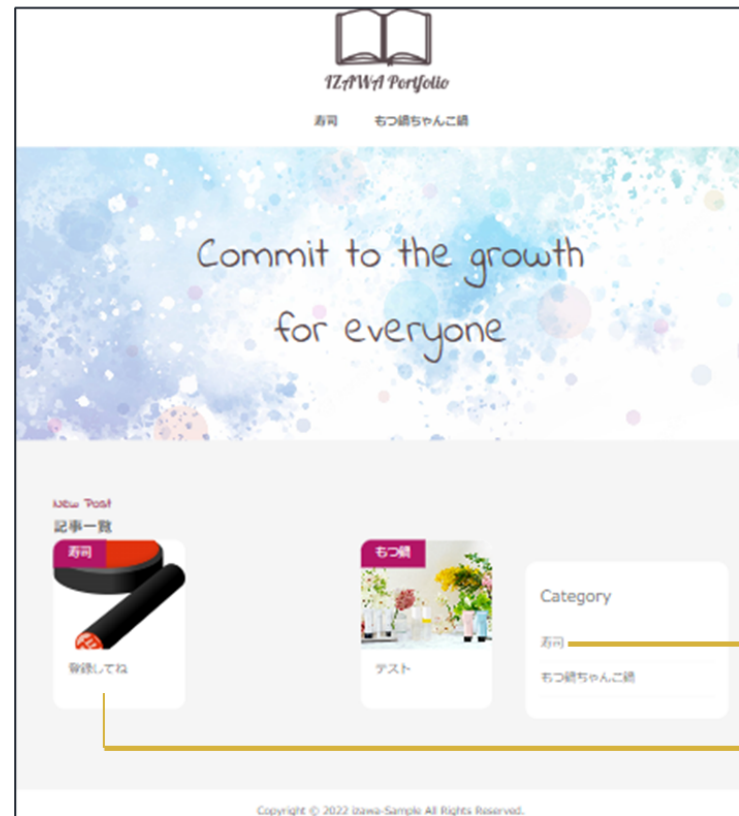 IZAWA Portfolio
寿司 もつ鍋ちゃんこ鍋
Commit to the growth
for everyone
New Post
記事一覧
寿司
登録してね
もつ鍋
テスト
Category
寿司
もつ鍋ちゃんこ鍋
Copyright © 2022 izawa-Sample All Rights Reserved.